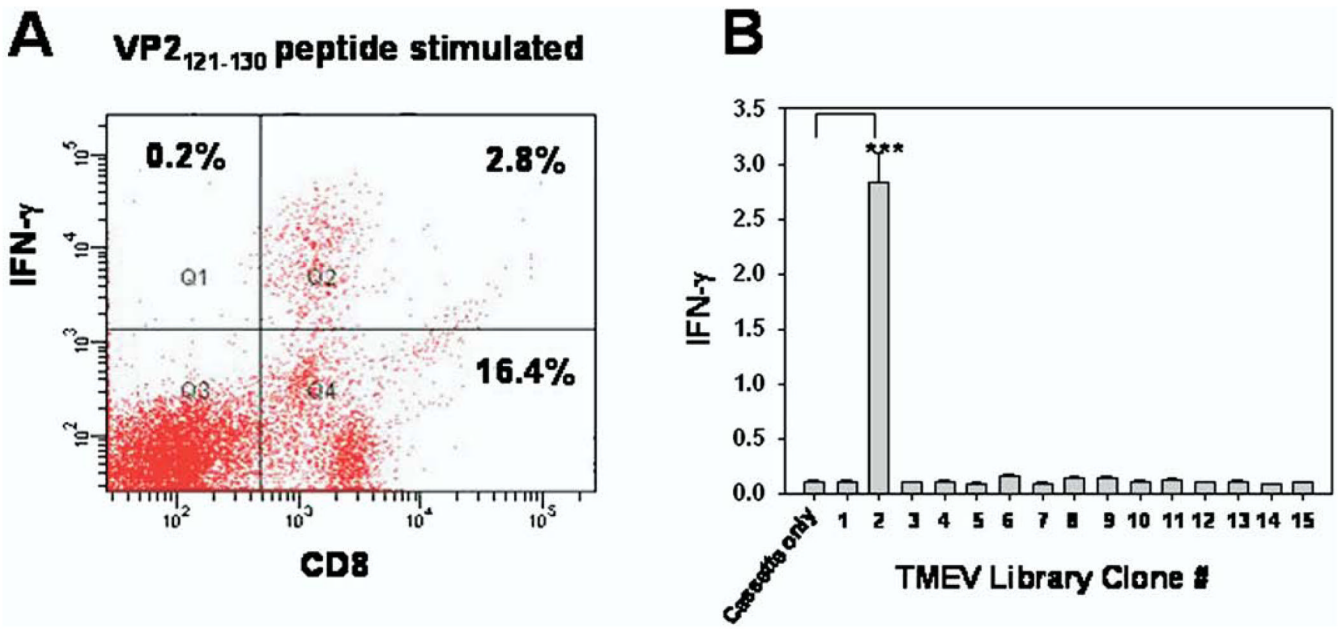 A
VP2121-130 peptide stimulated
0.2%
2.8%
16.4%
Q1
Q2
Q3
Q4
IFN-γ
10^5
10^4
10^3
10^2
10^2
10^3
10^4
10^5
CD8
B
3.5
3.0
2.5
2.0
1.5
1.0
0.5
0.0
IFN-γ
***
Cassette only
1 2 3 4 5 6 7 8 9 10 11 12 13 14 15
TMEV Library Clone #